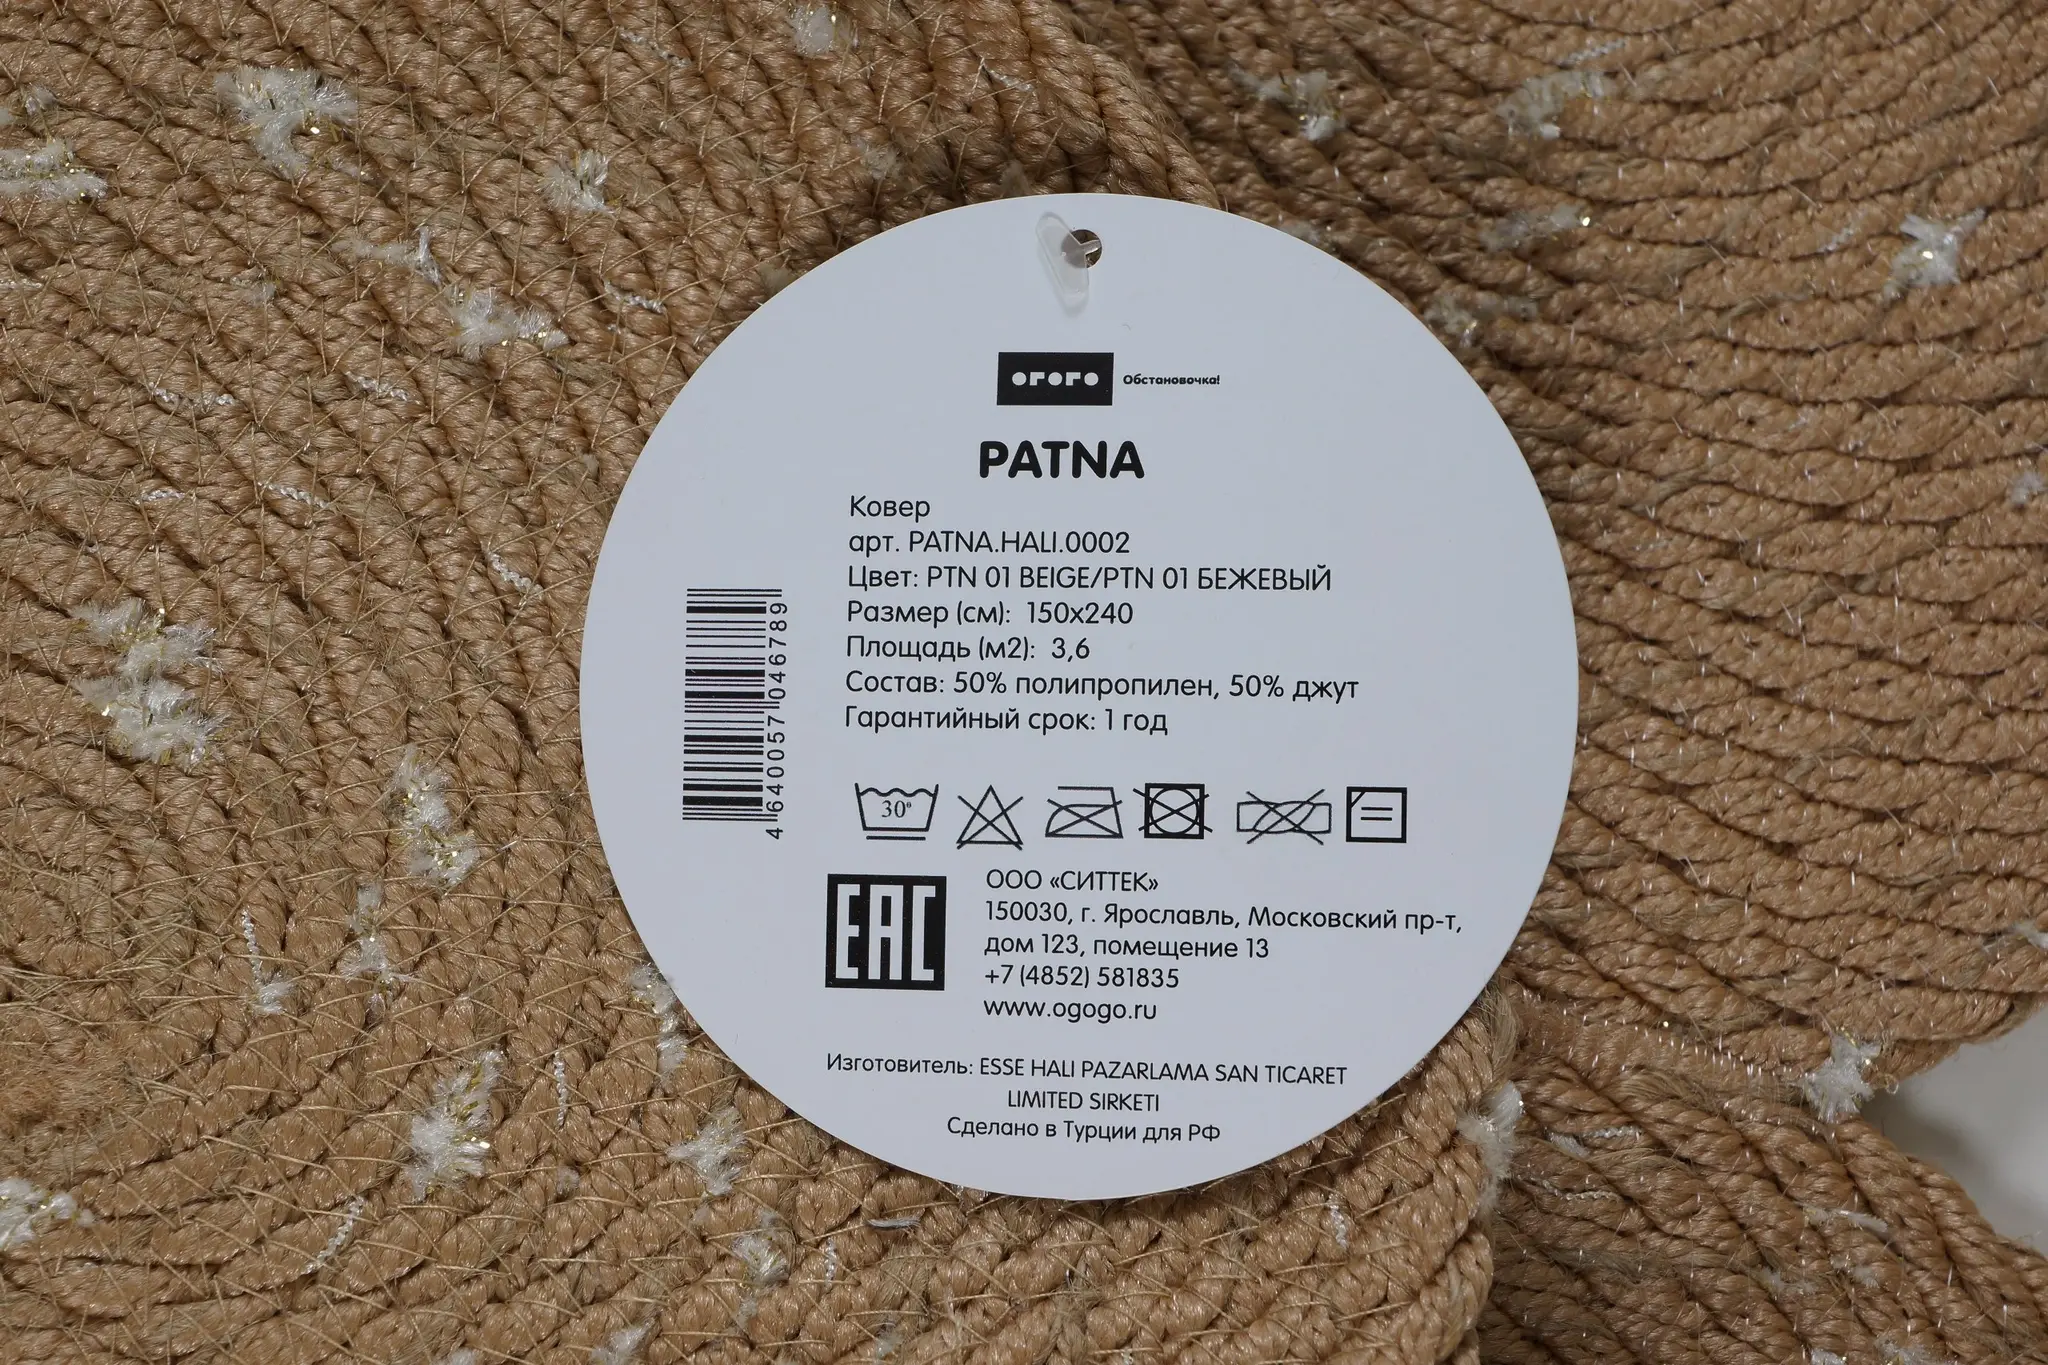 огого Обстановочка!
PATNA
Ковер
арт. PATNA.HALI.0002
Цвет: PTN 01 BEIGE/PTN 01 БЕЖЕВЫЙ
Размер (см): 150x240
Площадь (м2): 3,6
Состав: 50% полипропилен, 50% джут
Гарантийный срок: 1 год
4 640057 046789
30°
EAC
ООО «СИТТЕК»
150030, г. Ярославль, Московский пр-т,
дом 123, помещение 13
+7 (4852) 581835
www.ogogo.ru
Изготовитель: ESSE HALI PAZARLAMA SAN TICARET
LIMITED SIRKETI
Сделано в Турции для РФ